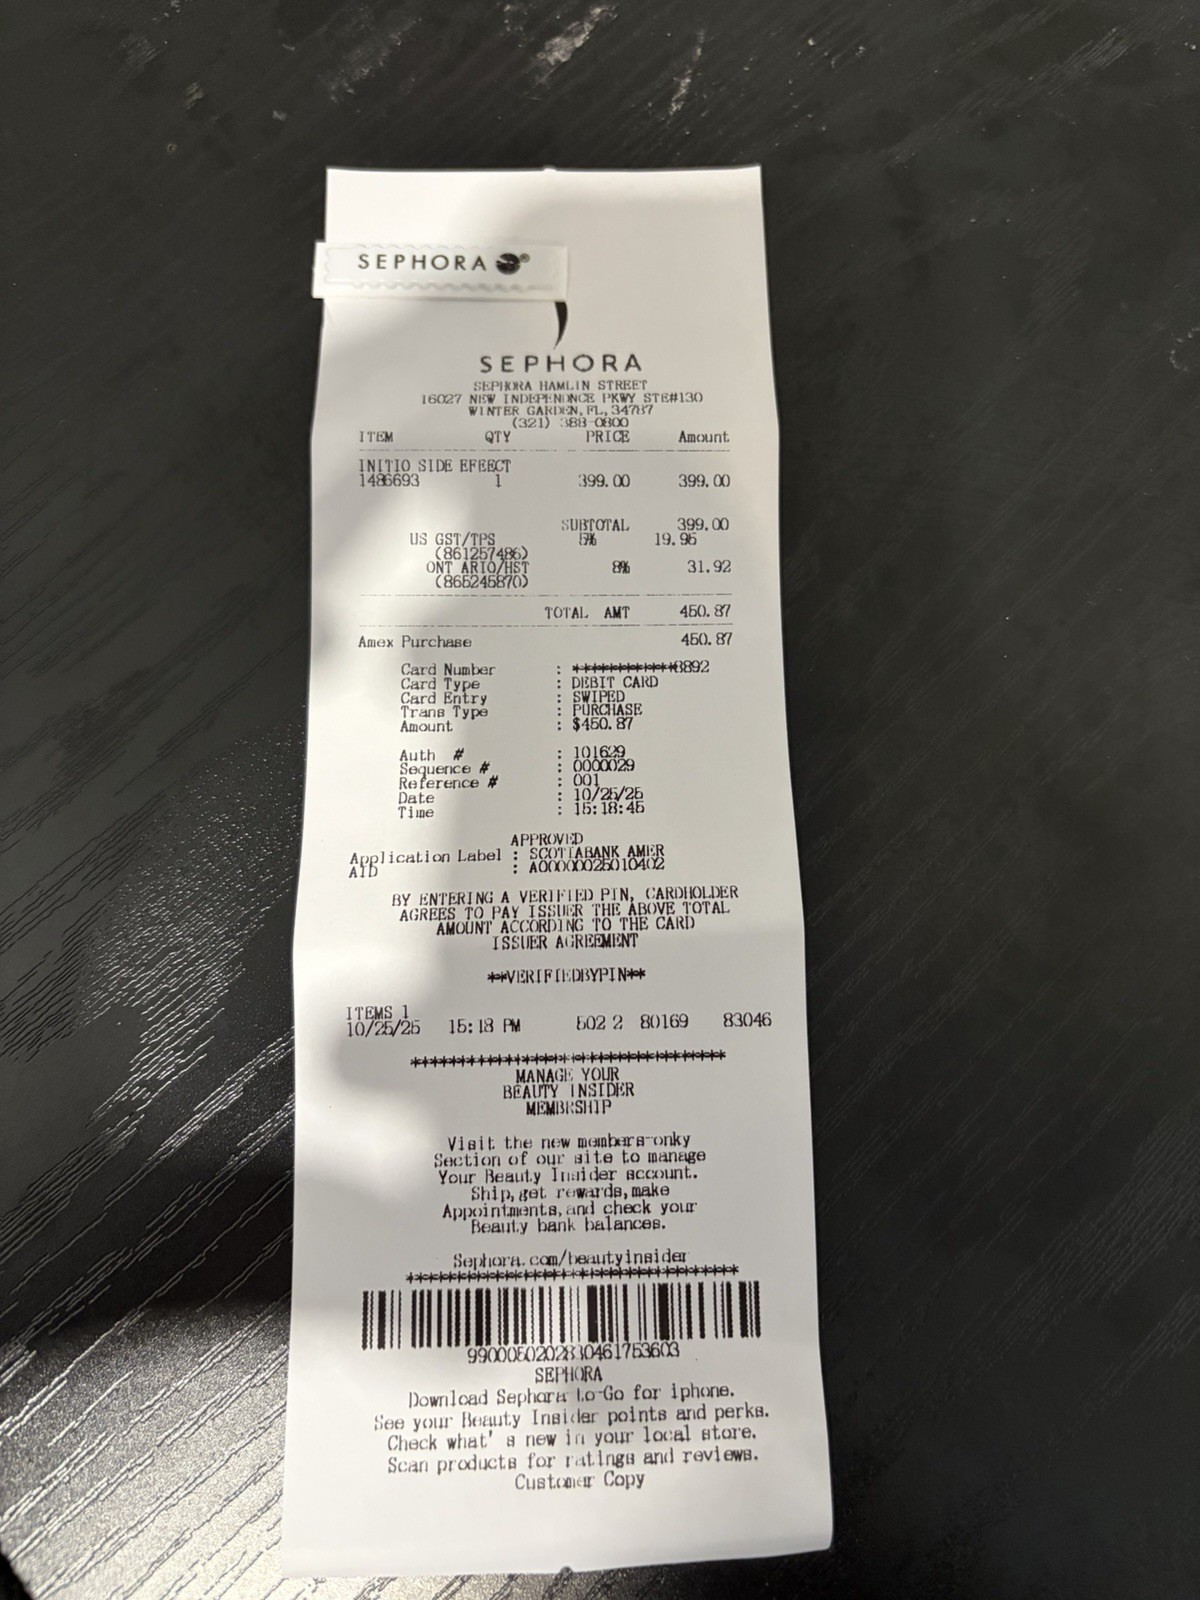 SEPHORA
SEPHORA
SEPHORA HAMLIN STREET
16027 NEW INDEPENDNCE PKWY STE#130
WINTER GARDEN, FL, 34787
(321) 388-0800
ITEM QTY PRICE Amount
INITIO SIDE EFEECT
1486693 1 399.00 399.00
SUBTOTAL 399.00
US GST/TPS 5% 19.95
(861257486)
ONT ARIO/HST 8% 31.92
(865245870)
TOTAL AMT 450.87
Amex Purchase 450.87
Card Number : ************8892
Card Type : DEBIT CARD
Card Entry : SWIPED
Trans Type : PURCHASE
Amount : $450.87
Auth # : 101629
Sequence # : 0000029
Reference # : 001
Date : 10/25/25
Time : 15:18:45
APPROVED
Application Label : SCOTIABANK AMER
AID : A00000025010402
BY ENTERING A VERIFIED PIN, CARDHOLDER
AGREES TO PAY ISSUER THE ABOVE TOTAL
AMOUNT ACCORDING TO THE CARD
ISSUER AGREEMENT
**VERIFIEDBYPIN**
ITEMS 1
10/25/25 15:18 PM 502 2 80169 83046
MANAGE YOUR
BEAUTY INSIDER
MEMBRSHIP
Visit the new members-onky
Section of our site to manage
Your Beauty Insider account.
Ship, get rewards, make
Appointments, and check your
Beauty bank balances.
Sephora.com/beautyinsider
9900050202830461753603
SEPHORA
Download Sephora to-Go for iphone.
See your Beauty Insider points and perks.
Check what's new in your local store.
Scan products for ratings and reviews.
Customer Copy